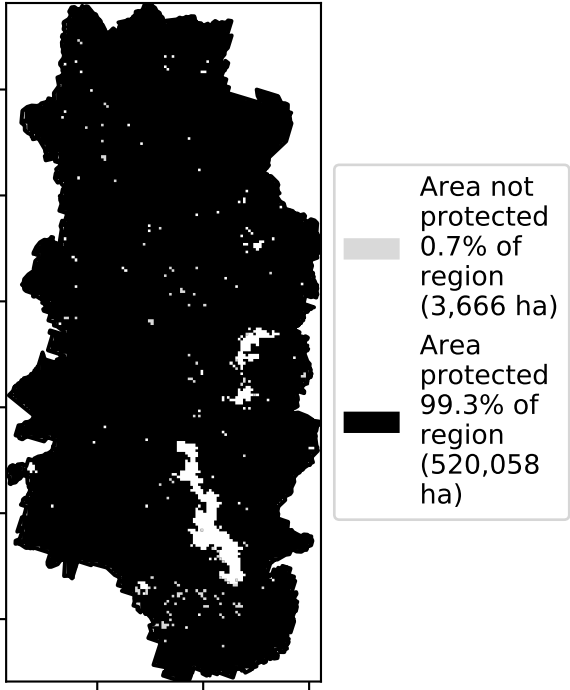 Area not
protected
0.7% of
region
(3,666 ha)
Area
protected
99.3% of
region
(520,058
ha)